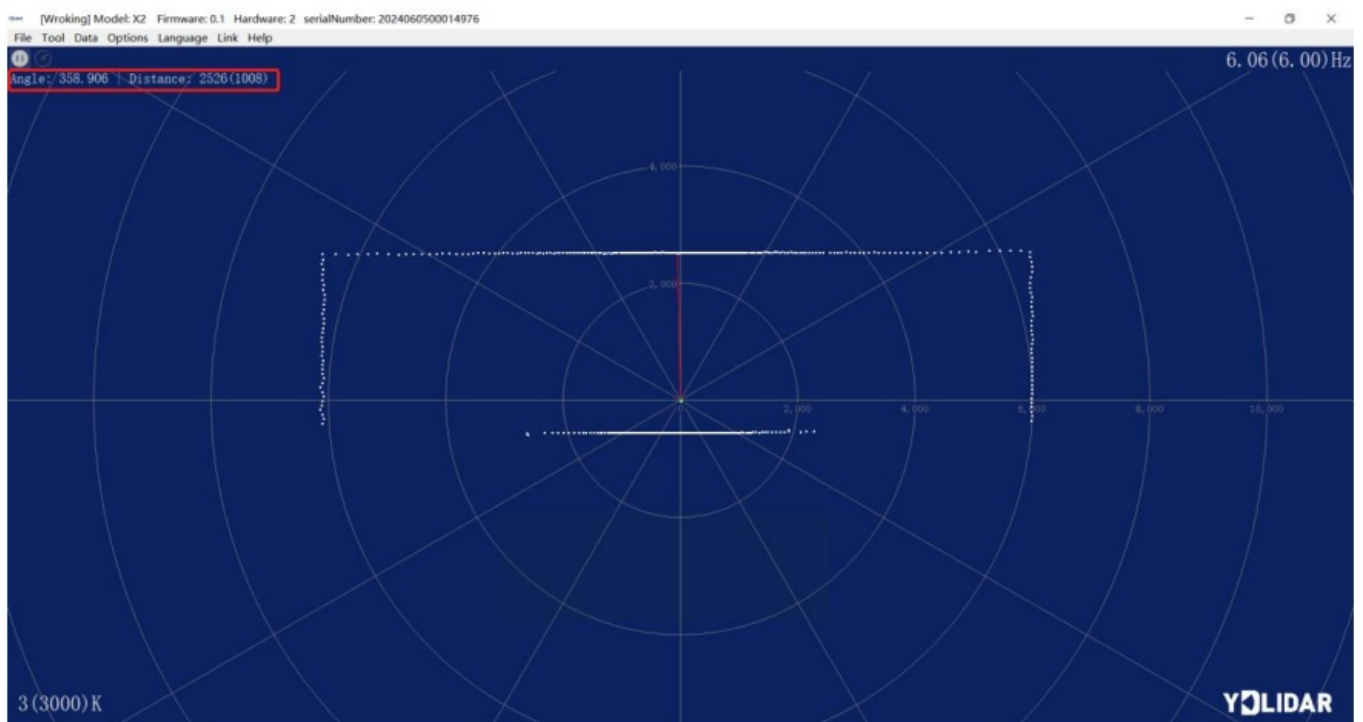 [Wroking] Model: X2 Firmware: 0.1 Hardware: 2 serialNumber: 2024060500014976
File Tool Data Options Language Link Help
Angle: 358.906 | Distance: 2526(1008)
6.06(6.00)Hz
4,000
2,000
0
2,000
4,000
6,000
8,000
10,000
3(3000)K
YDLIDAR